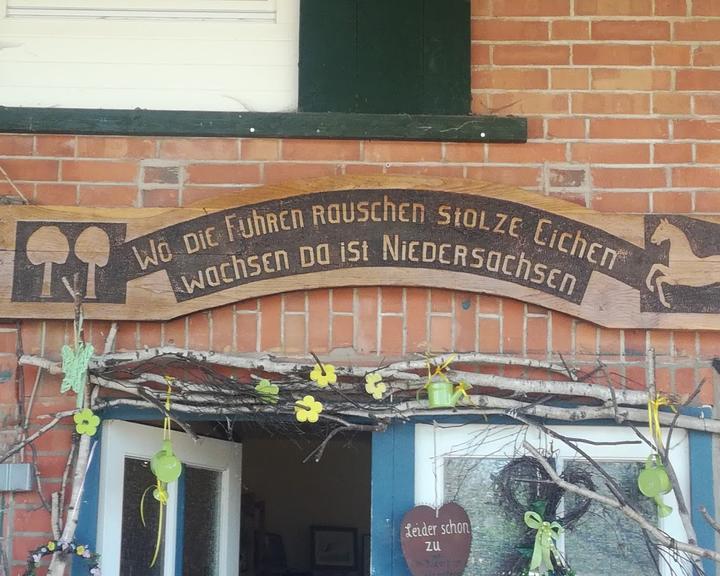 Wo die Fuhren rauschen stolze Eichen
wachsen da ist Niedersachsen
Leider schon
zu